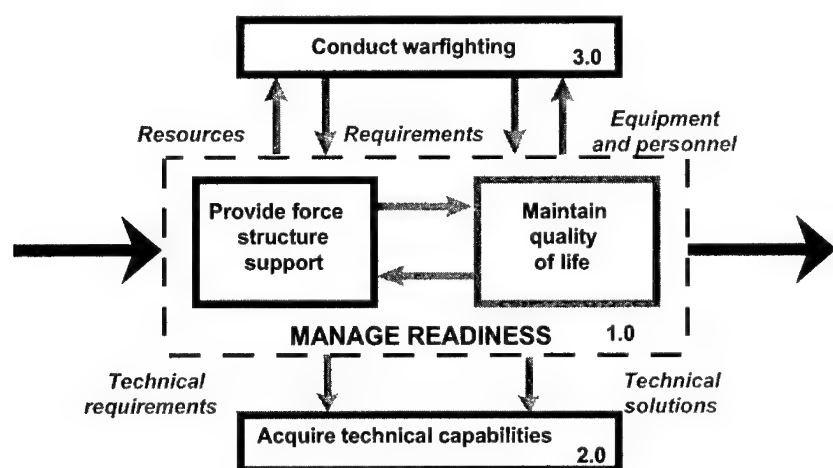 Conduct warfighting
3.0
Resources
Requirements
Equipment
and personnel
Provide force
structure
support
Maintain
quality
of life
MANAGE READINESS
1.0
Technical
requirements
Technical
solutions
Acquire technical capabilities
2.0